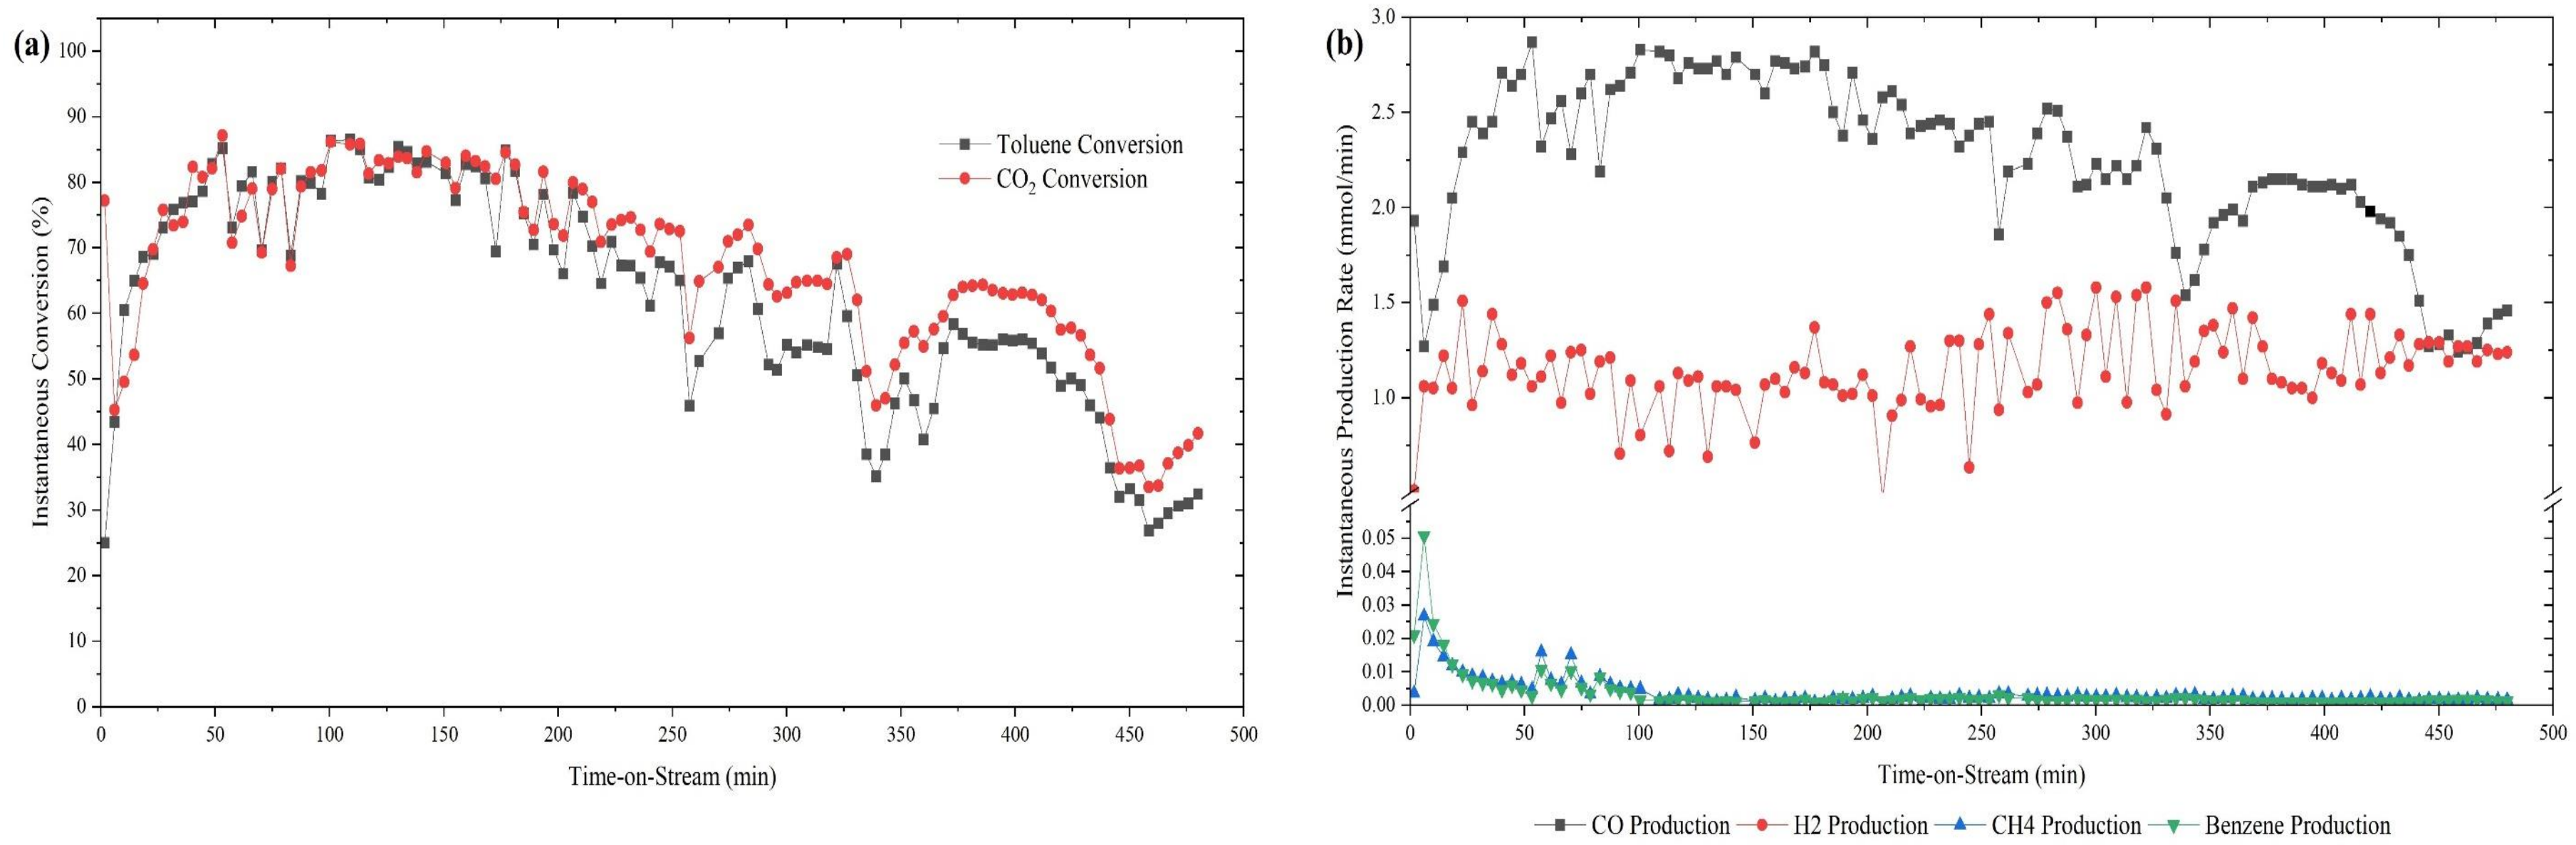 (a)
Instantaneous Conversion (%)
100
90
80
70
60
50
40
30
20
10
0
Toluene Conversion
CO₂ Conversion
0 50 100 150 200 250 300 350 400 450 500
Time-on-Stream (min)
(b)
Instantaneous Production Rate (mmol/min)
3.0
2.5
2.0
1.5
1.0
0.05
0.04
0.03
0.02
0.01
0.00
0 50 100 150 200 250 300 350 400 450 500
Time-on-Stream (min)
CO Production H2 Production CH4 Production Benzene Production